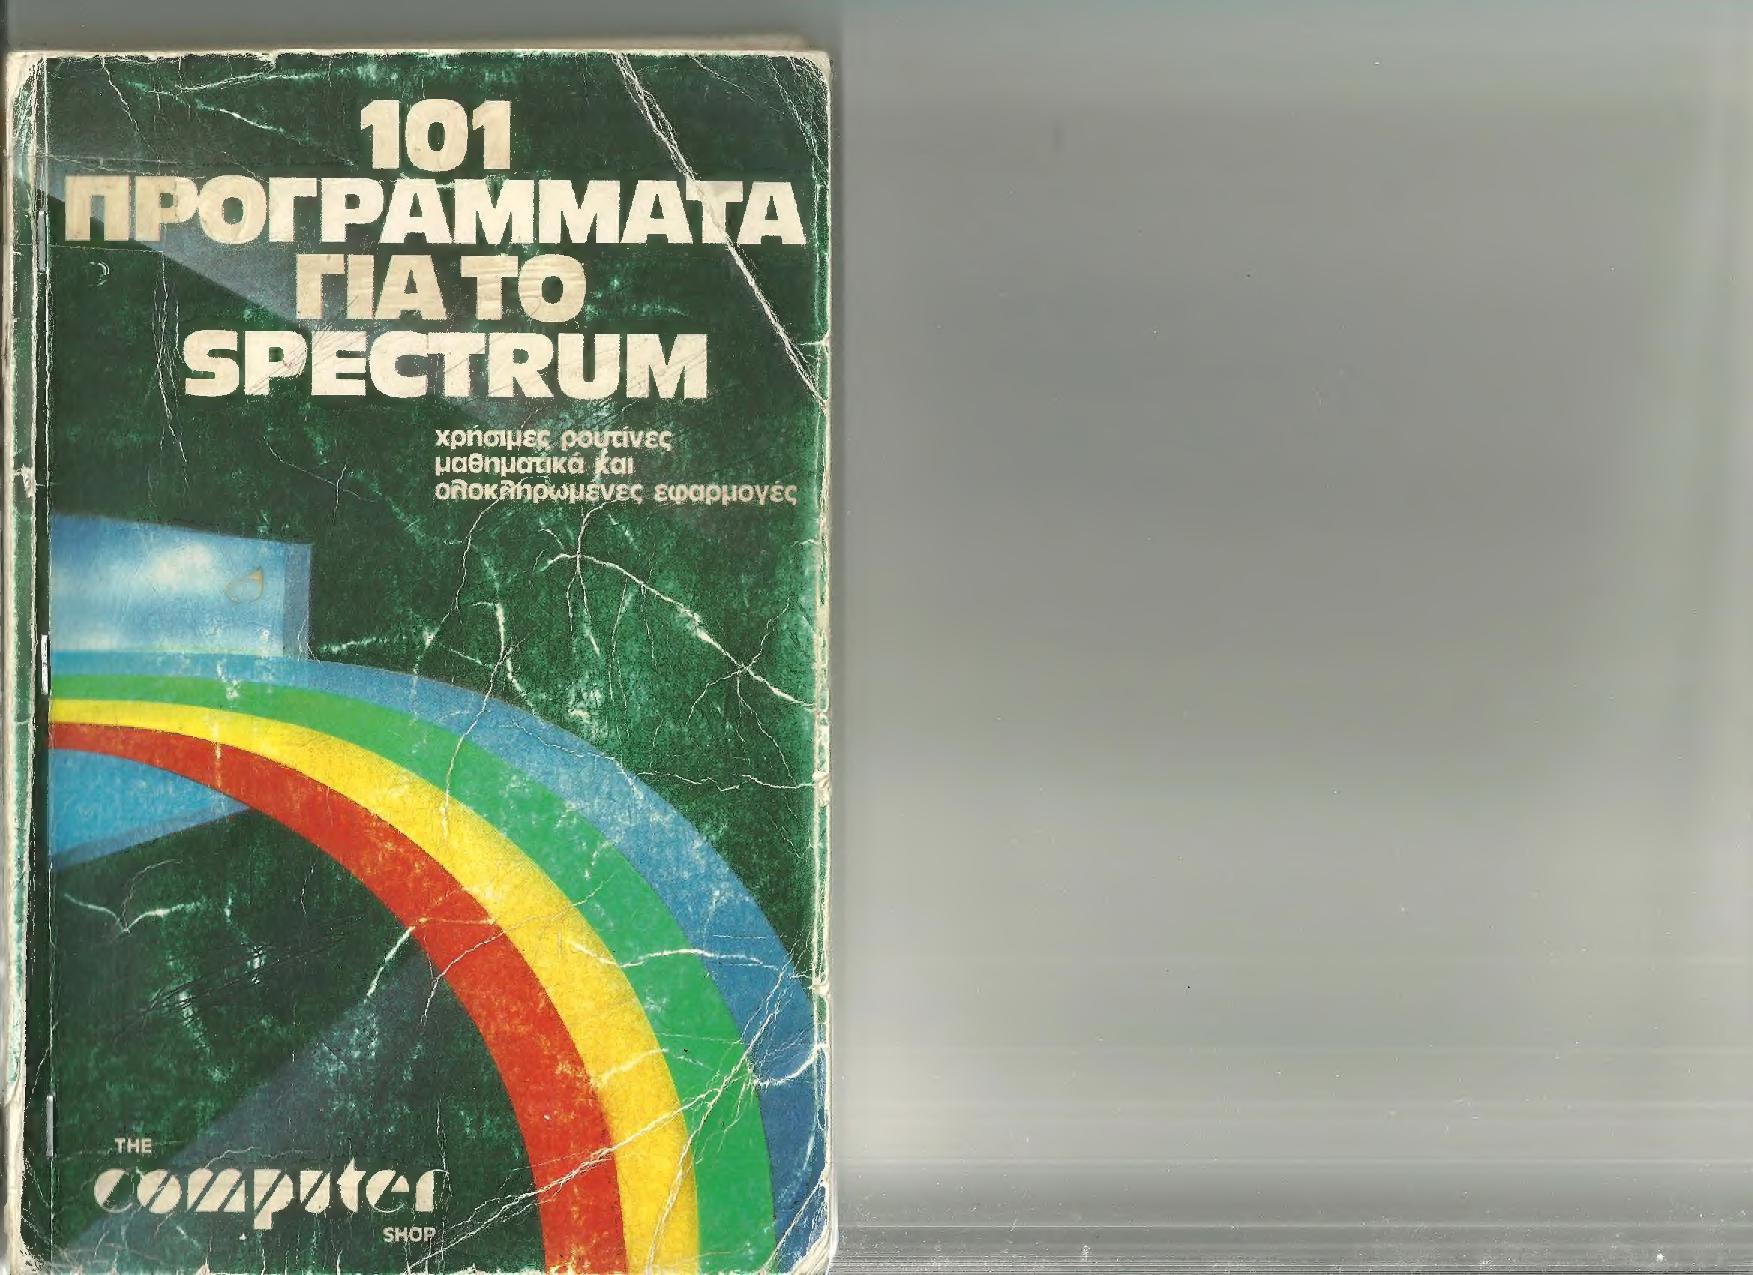 101
ΠΡΟΓΡΑΜΜΑΤΑ
ΓΙΑ ΤΟ
SPECTRUM
χρήσιμες ρουτίνες
μαθηματικά και
ολοκληρωμένες εφαρμογές
THE
computer
SHOP